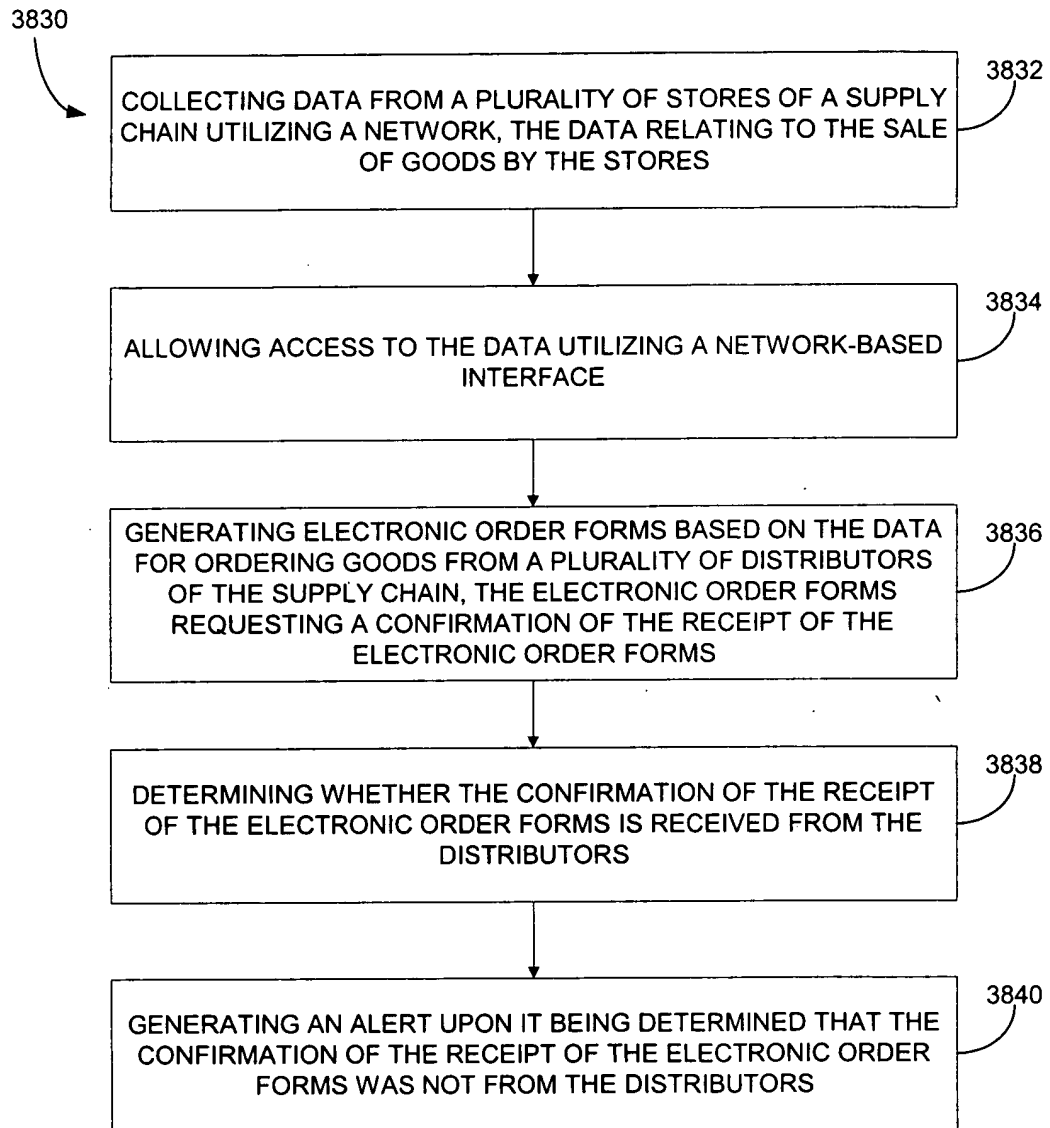 3830
3832
COLLECTING DATA FROM A PLURALITY OF STORES OF A SUPPLY
CHAIN UTILIZING A NETWORK, THE DATA RELATING TO THE SALE
OF GOODS BY THE STORES
3834
ALLOWING ACCESS TO THE DATA UTILIZING A NETWORK-BASED
INTERFACE
3836
GENERATING ELECTRONIC ORDER FORMS BASED ON THE DATA
FOR ORDERING GOODS FROM A PLURALITY OF DISTRIBUTORS
OF THE SUPPLY CHAIN, THE ELECTRONIC ORDER FORMS
REQUESTING A CONFIRMATION OF THE RECEIPT OF THE
ELECTRONIC ORDER FORMS
3838
DETERMINING WHETHER THE CONFIRMATION OF THE RECEIPT
OF THE ELECTRONIC ORDER FORMS IS RECEIVED FROM THE
DISTRIBUTORS
3840
GENERATING AN ALERT UPON IT BEING DETERMINED THAT THE
CONFIRMATION OF THE RECEIPT OF THE ELECTRONIC ORDER
FORMS WAS NOT FROM THE DISTRIBUTORS